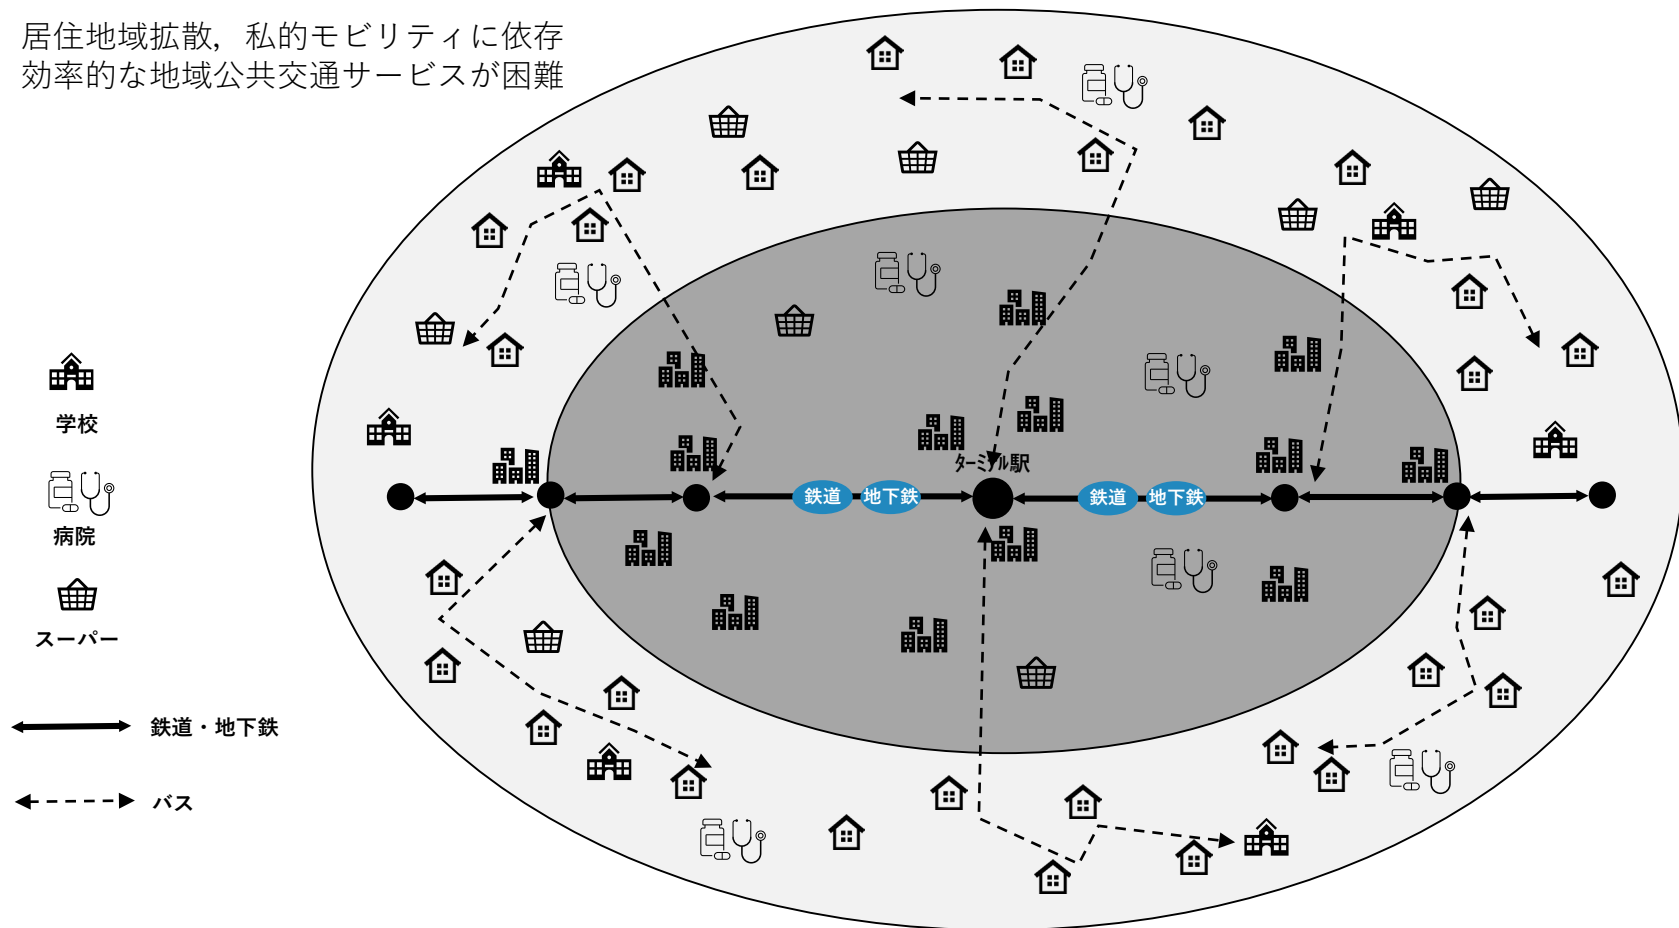 居住地域拡散，私的モビリティに依存
効率的な地域公共交通サービスが困難
学校
病院
スーパー
鉄道・地下鉄
バス
ターミナル駅
鉄道
地下鉄
鉄道
地下鉄